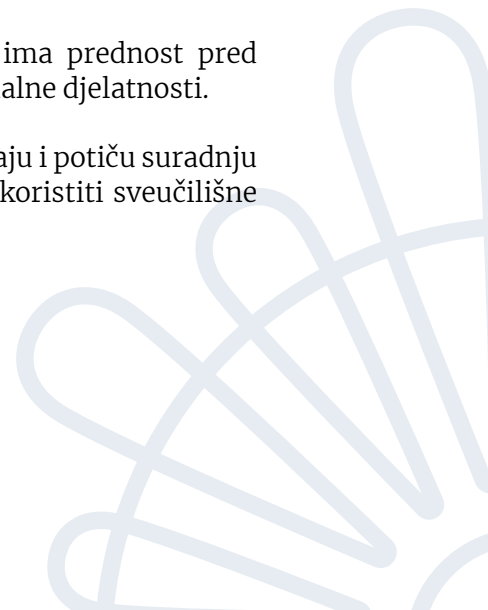 ima prednost pred
alne djelatnosti.
aju i potiču suradnju
koristiti sveučilišne